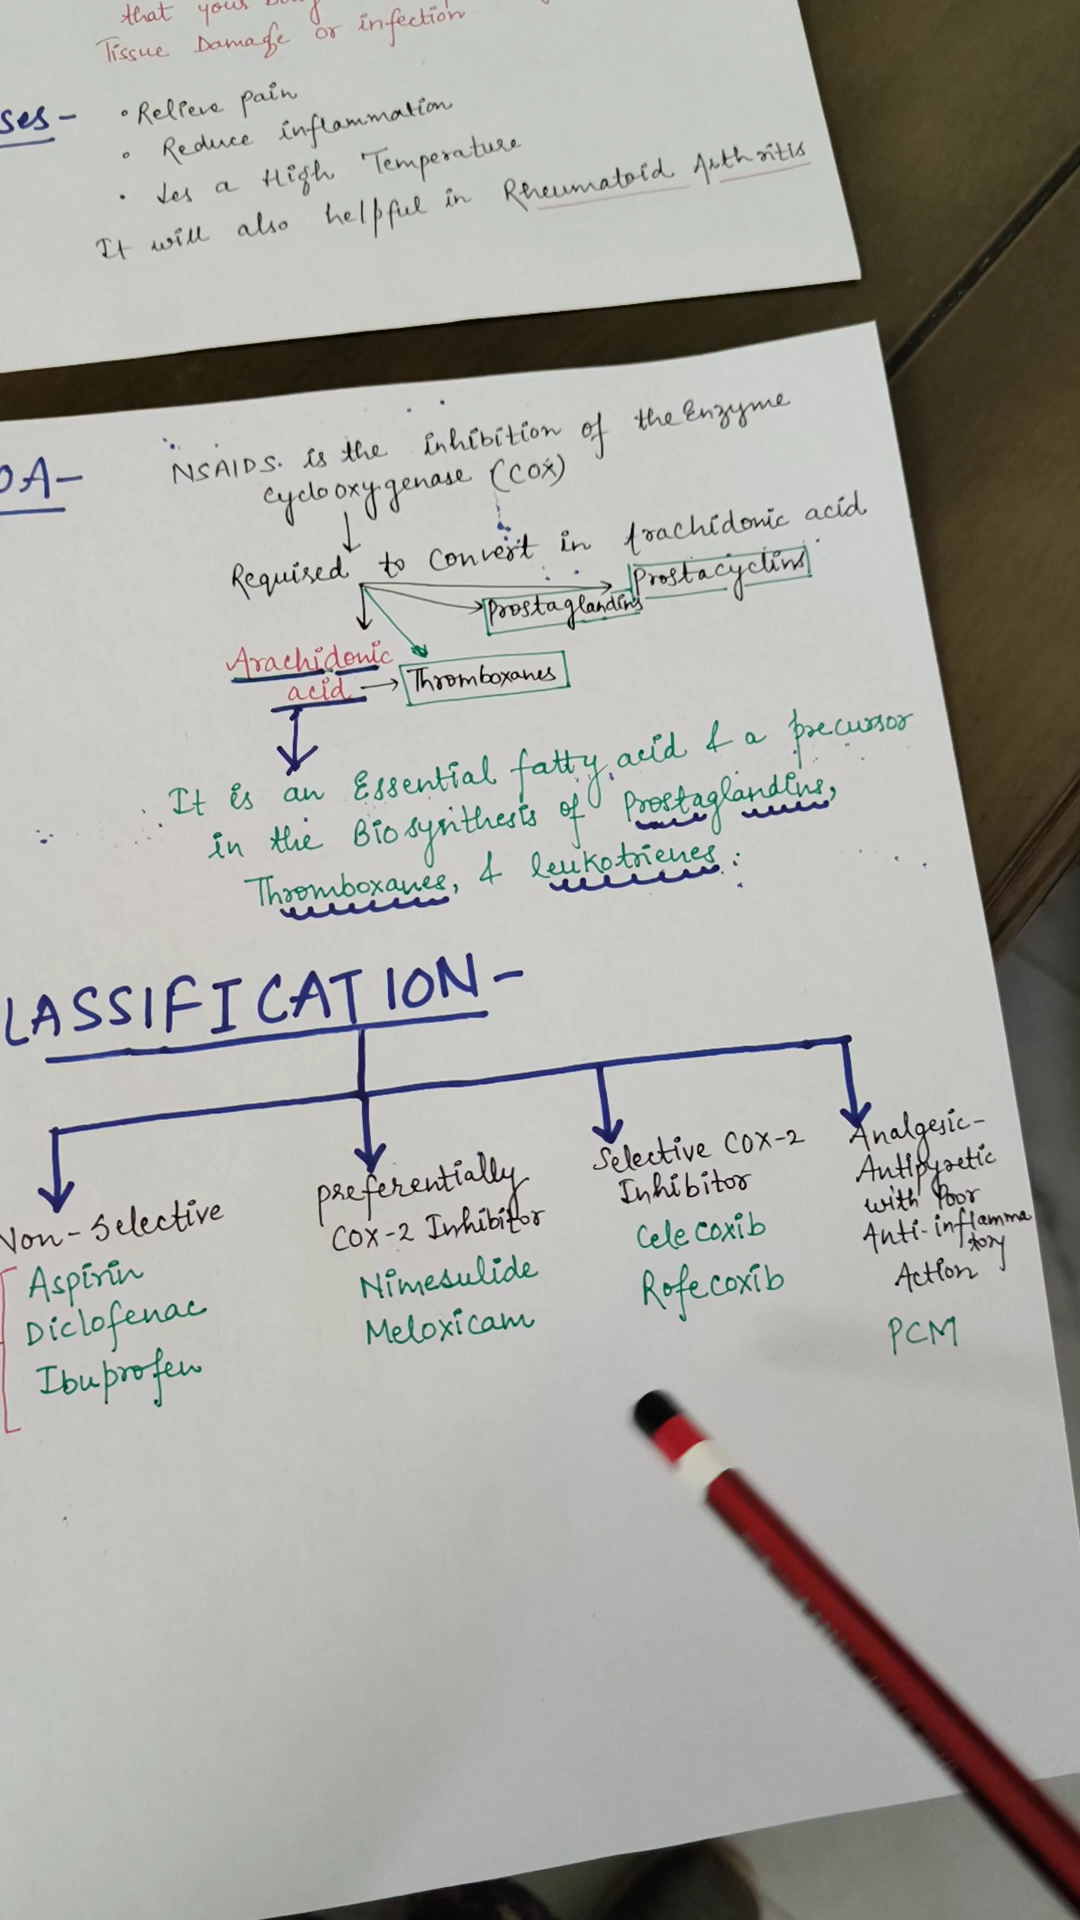 that your
Tissue Damage or infection
ses-
• Relieve pain
• Reduce inflammation
• Les a High Temperature
It will also helpful in Rheumatoid Arthritis
OA-
NSAIDS. is the inhibition of the Enzyme
cyclooxygenase (COX)
Required to convert in Arachidonic acid
Prostacyclins
Prostaglandins
Arachidonic
acid
Thromboxanes
It is an Essential fatty acid & a precursor
in the Biosynthesis of Prostaglandins,
Thromboxanes, & leukotrienes.
LASSIFICATION-
Non-Selective
Aspirin
Diclofenac
Ibuprofen
preferentially
COX-2 Inhibitor
Nimesulide
Meloxicam
Selective COX-2
Inhibitor
Celecoxib
Rofecoxib
Analgesic-
Antipyretic
with Poor
Anti-inflamma
tory
Action
PCM